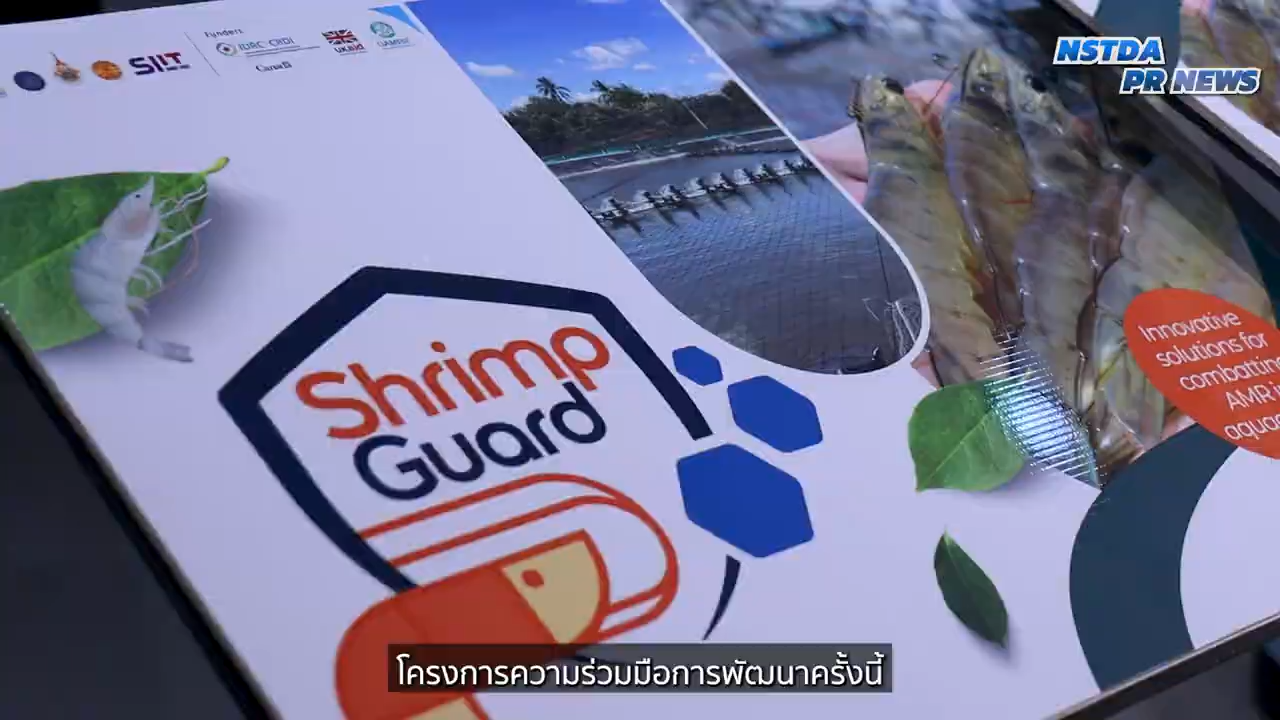 NSTDA
PR NEWS
Funders
SIIT
IDRC · CRDI
Canada
UKaid
Shrimp
Guard
Innovative
solutions for
combatting
AMR
โครงการความร่วมมือการพัฒนาครั้งนี้